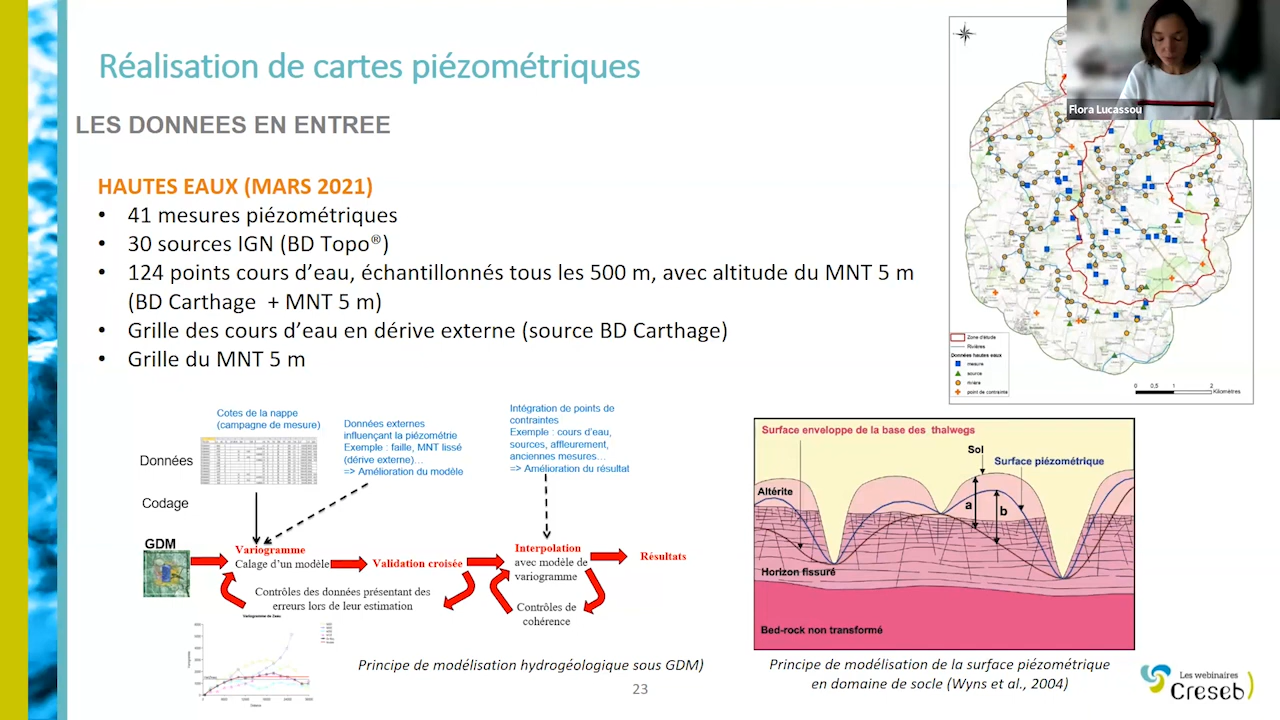 Réalisation de cartes piézométriques
LES DONNEES EN ENTREE
HAUTES EAUX (MARS 2021)
• 41 mesures piézométriques
• 30 sources IGN (BD Topo®)
• 124 points cours d’eau, échantillonnés tous les 500 m, avec altitude du MNT 5 m
(BD Carthage + MNT 5 m)
• Grille des cours d’eau en dérive externe (source BD Carthage)
• Grille du MNT 5 m
Flora Lucassou
Zone d'étude
Rivières
Données hautes eaux
mesure
source
rivière
point de contrainte
0 0,5 1 2
Kilomètres
Cotes de la nappe
(campagne de mesure)
Données externes
influençant la piézométrie
Exemple : faille, MNT lissé
(dérive externe)…
=> Amélioration du modèle
Intégration de points de
contraintes
Exemple : cours d’eau,
sources, affleurement,
anciennes mesures…
=> Amélioration du résultat
Données
Codage
GDM
Variogramme
Calage d’un modèle
Validation croisée
Interpolation
avec modèle de
variogramme
Résultats
Contrôles des données présentant des
erreurs lors de leur estimation
Contrôles de
cohérence
Principe de modélisation hydrogéologique sous GDM)
Surface enveloppe de la base des thalwegs
Sol
Surface piézométrique
Altérite
a
b
Horizon fissuré
Bed-rock non transformé
Principe de modélisation de la surface piézométrique
en domaine de socle (Wyns et al., 2004)
23
Les webinaires
Creseb